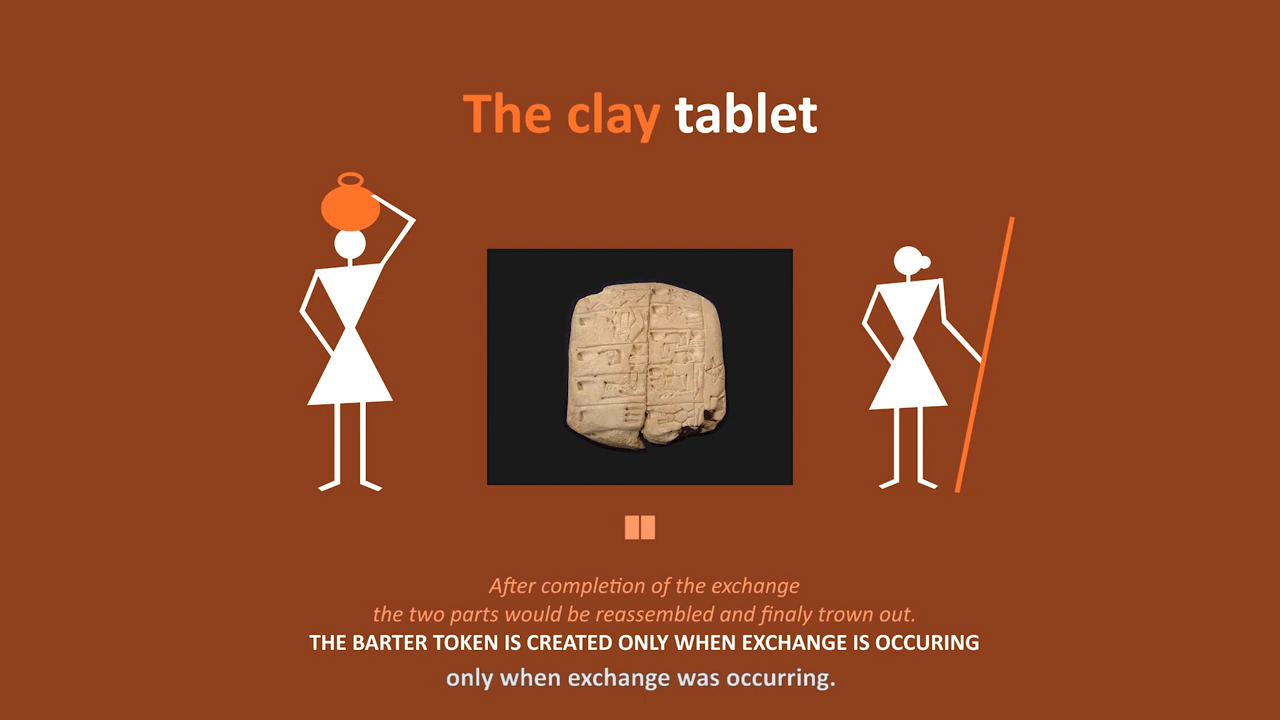 The clay tablet
After completion of the exchange
the two parts would be reassembled and finaly trown out.
THE BARTER TOKEN IS CREATED ONLY WHEN EXCHANGE IS OCCURING
only when exchange was occurring.